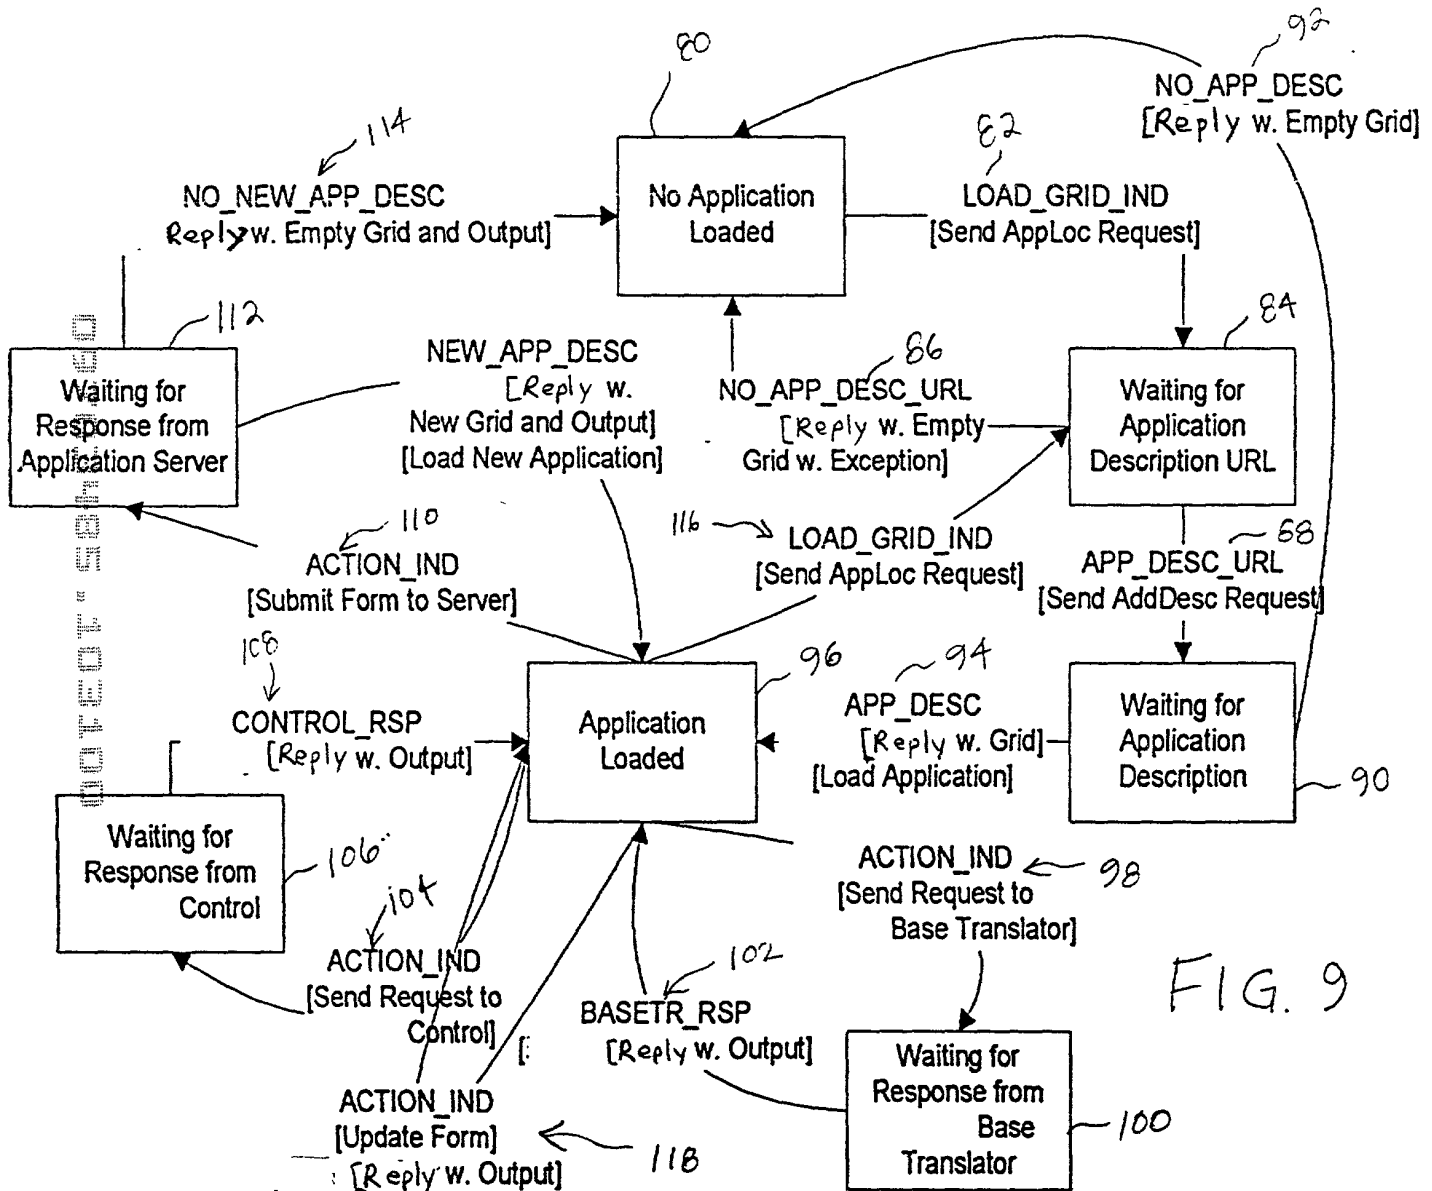 80
92
NO_APP_DESC
[Reply w. Empty Grid]
114
82
NO_NEW_APP_DESC
Reply w. Empty Grid and Output]
No Application
Loaded
LOAD_GRID_IND
[Send AppLoc Request]
112
84
Waiting for
Response from
Application Server
NEW_APP_DESC
[Reply w.
New Grid and Output]
[Load New Application]
86
NO_APP_DESC_URL
[Reply w. Empty
Grid w. Exception]
Waiting for
Application
Description URL
110
ACTION_IND
[Submit Form to Server]
116
LOAD_GRID_IND
[Send AppLoc Request]
88
APP_DESC_URL
[Send AddDesc Request]
108
CONTROL_RSP
[Reply w. Output]
96
Application
Loaded
94
APP_DESC
[Reply w. Grid]
[Load Application]
Waiting for
Application
Description
90
Waiting for
Response from
Control
106
104
ACTION_IND
[Send Request to
Control]
ACTION_IND
[Send Request to
Base Translator]
98
102
BASETR_RSP
[Reply w. Output]
FIG. 9
Waiting for
Response from
Base
Translator
100
ACTION_IND
[Update Form]
[Reply w. Output]
118